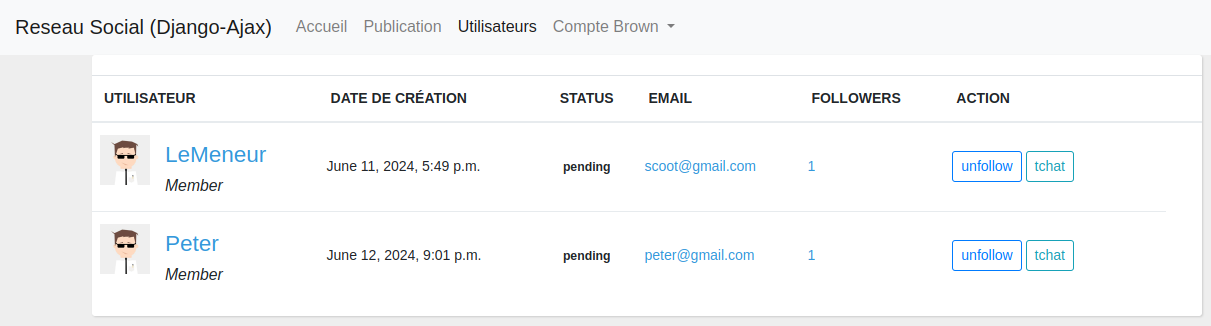 Reseau Social (Django-Ajax) Accueil Publication Utilisateurs Compte Brown
UTILISATEUR DATE DE CRÉATION STATUS EMAIL FOLLOWERS ACTION
LeMeneur
June 11, 2024, 5:49 p.m. pending scoot@gmail.com 1 unfollow tchat
Member
Peter
June 12, 2024, 9:01 p.m. pending peter@gmail.com 1 unfollow tchat
Member